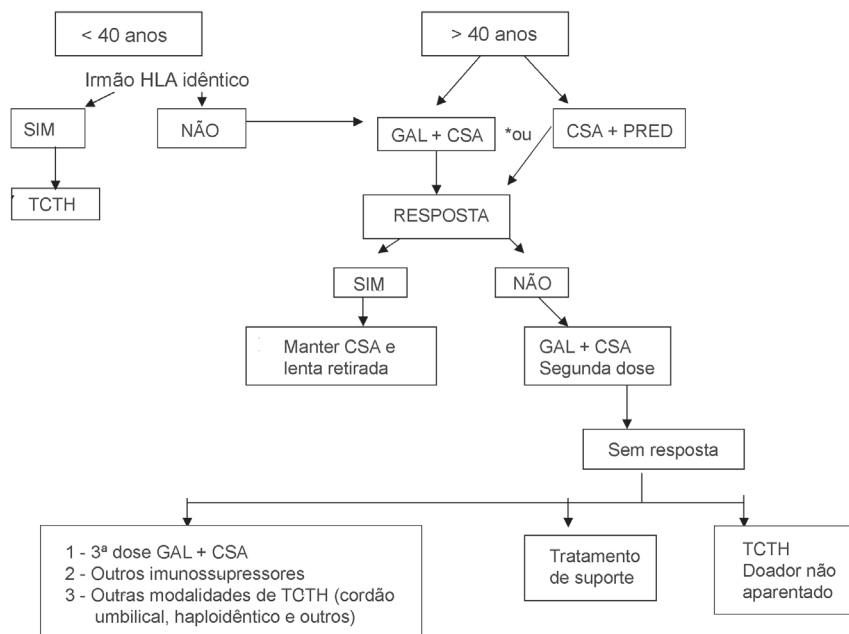 < 40 anos
> 40 anos
Irmão HLA idêntico
SIM
NÃO
GAL + CSA
*ou
CSA + PRED
TCTH
RESPOSTA
SIM
NÃO
Manter CSA e
lenta retirada
GAL + CSA
Segunda dose
Sem resposta
1 - 3ª dose GAL + CSA
2 - Outros imunossupressores
3 - Outras modalidades de TCTH (cordão
umbilical, haploidêntico e outros)
Tratamento
de suporte
TCTH
Doador não
aparentado